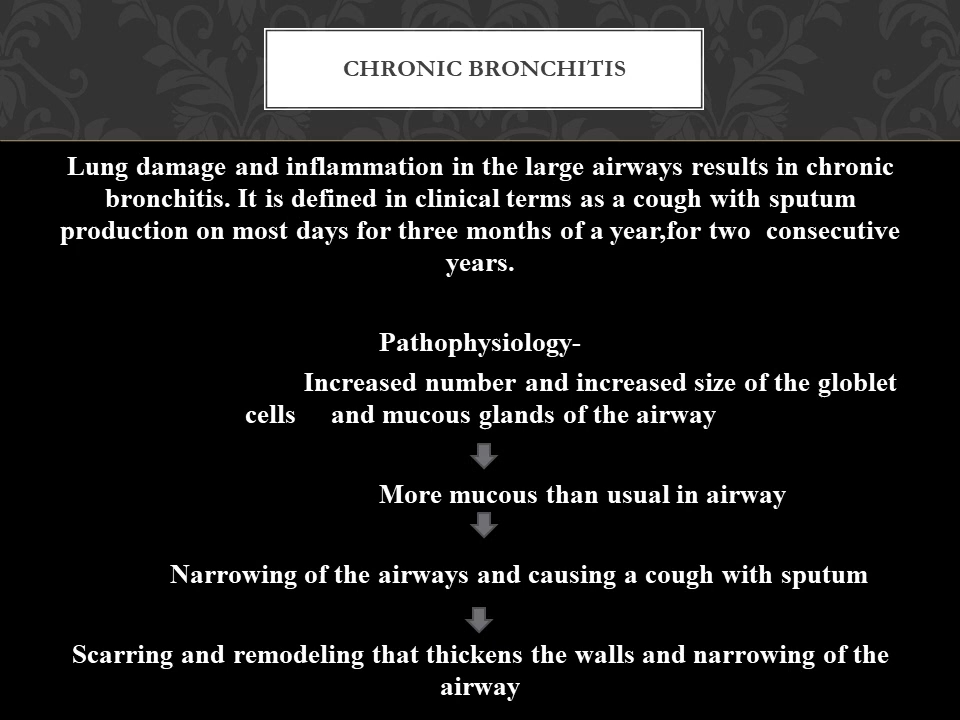 CHRONIC BRONCHITIS
Lung damage and inflammation in the large airways results in chronic
bronchitis. It is defined in clinical terms as a cough with sputum
production on most days for three months of a year,for two consecutive
years.
Pathophysiology-
Increased number and increased size of the globlet
cells and mucous glands of the airway
More mucous than usual in airway
Narrowing of the airways and causing a cough with sputum
Scarring and remodeling that thickens the walls and narrowing of the
airway